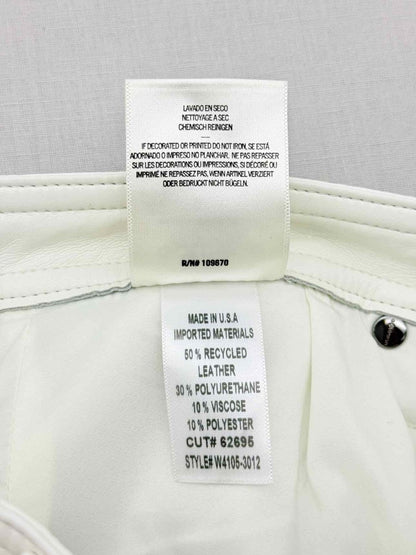 LAVADO EN SECO
NETTOYAGE A SEC
CHEMISCH REINIGEN
IF DECORATED OR PRINTED DO NOT IRON, SE ESTÁ
ADORNADO O IMPRESO NO PLANCHAR. NE PAS REPASSER
SUR LES DECORATIONS OU IMPRESSIONS, SI DÉCORÉ OU
IMPRIMÉ NE REPASSEZ PAS, WENN ARTIKEL VERZIERT
ODER BEDRUCKT NICHT BÜGELN.
R/N# 109670
MADE IN U.S.A
IMPORTED MATERIALS
50 % RECYCLED
LEATHER
30 % POLYURETHANE
10 % VISCOSE
10 % POLYESTER
CUT# 62695
STYLE# W4105-3012